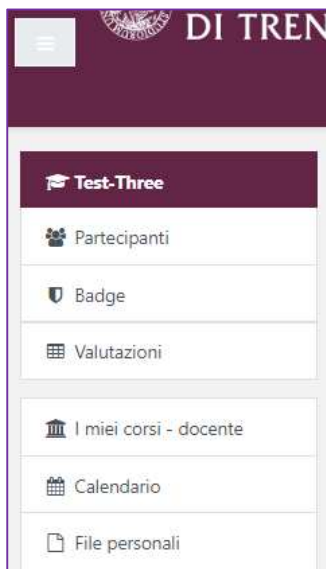 DI TREN
Test-Three
Partecipanti
Badge
Valutazioni
I miei corsi - docente
Calendario
File personali